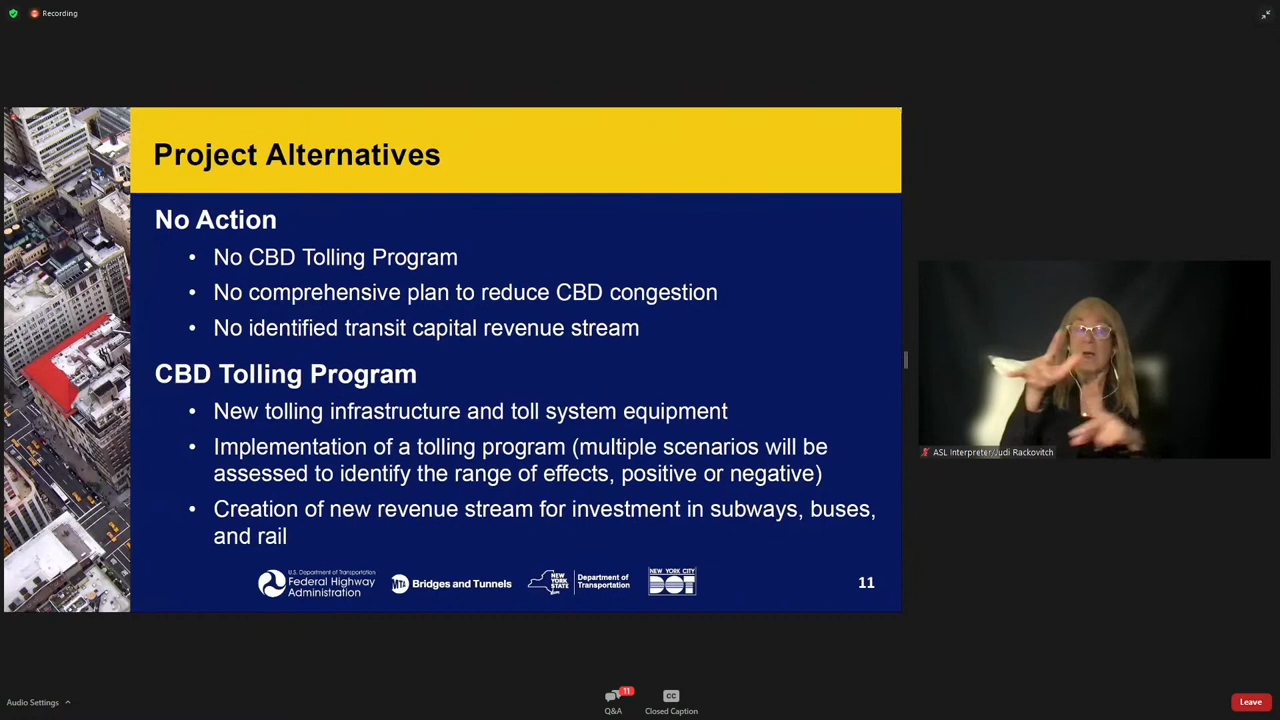 Recording
Project Alternatives
No Action
• No CBD Tolling Program
• No comprehensive plan to reduce CBD congestion
• No identified transit capital revenue stream
CBD Tolling Program
• New tolling infrastructure and toll system equipment
• Implementation of a tolling program (multiple scenarios will be
assessed to identify the range of effects, positive or negative)
• Creation of new revenue stream for investment in subways, buses,
and rail
U.S. Department of Transportation
Federal Highway
Administration
MTA Bridges and Tunnels
NEW
YORK
STATE
Department of
Transportation
NEW YORK CITY
DOT
11
ASL Interpreter/Judi Rackovitch
Audio Settings
11
Q&A
CC
Closed Caption
Leave